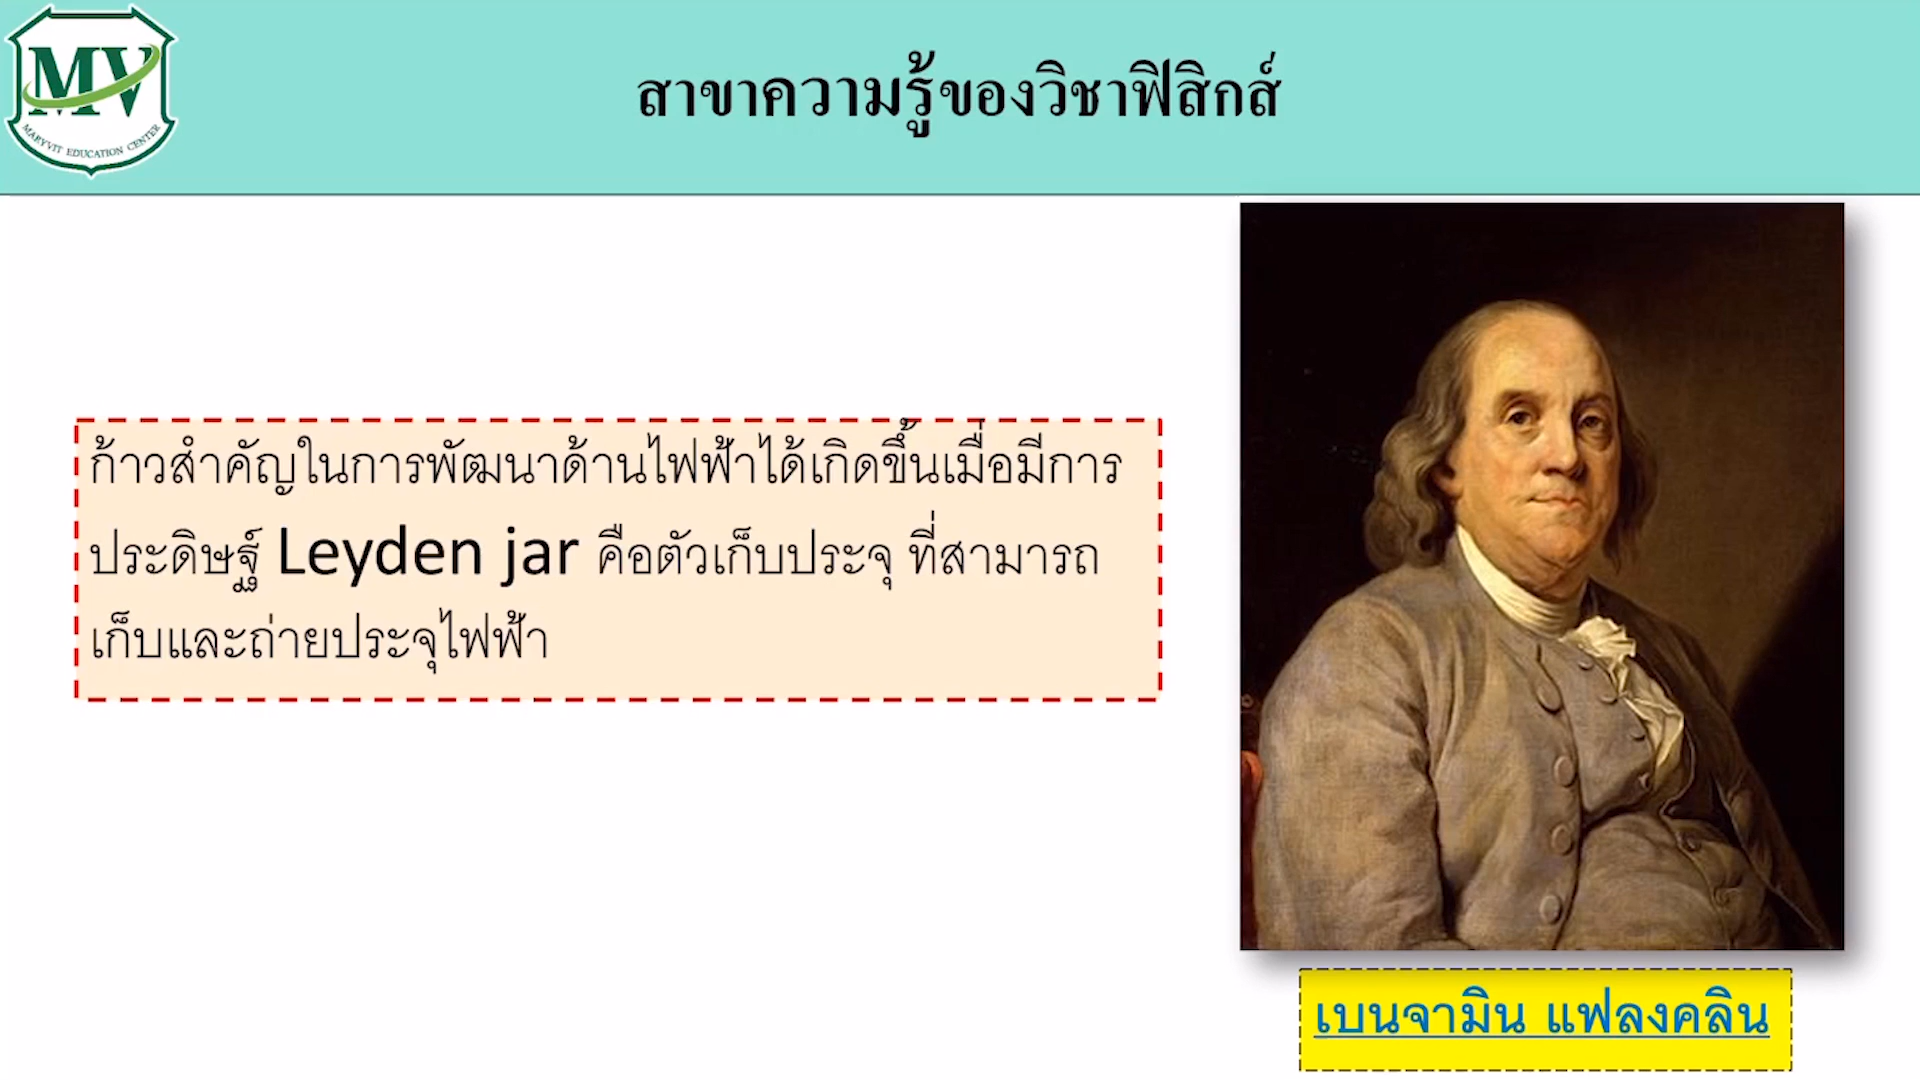 MV
MARYVIT EDUCATION CENTER
สาขาความรู้ของวิชาฟิสิกส์
ก้าวสำคัญในการพัฒนาด้านไฟฟ้าได้เกิดขึ้นเมื่อมีการ
ประดิษฐ์ Leyden jar คือตัวเก็บประจุ ที่สามารถ
เก็บและถ่ายประจุไฟฟ้า
เบนจามิน แฟลงคลิน